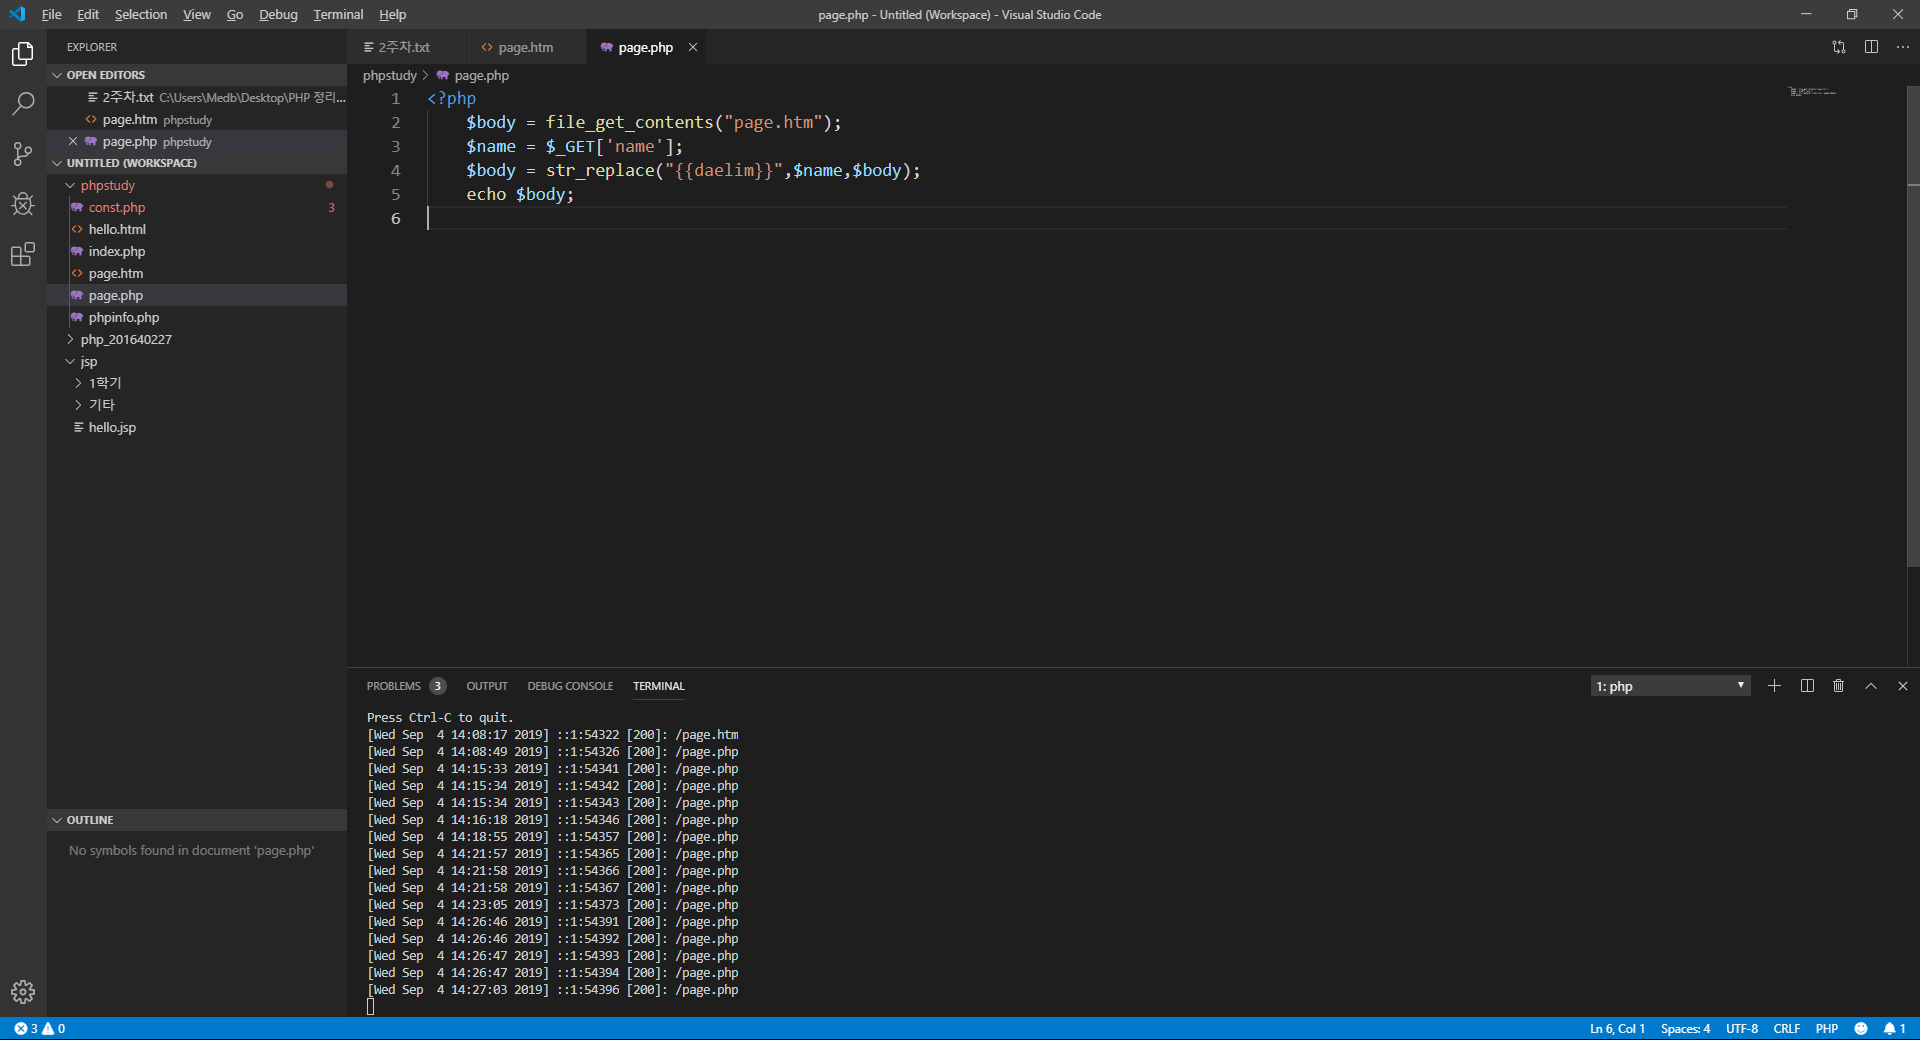 File Edit Selection View Go Debug Terminal Help
page.php - Untitled (Workspace) - Visual Studio Code
EXPLORER
OPEN EDITORS
2주차.txt C:\Users\Medb\Desktop\PHP 정리...
page.htm phpstudy
page.php phpstudy
UNTITLED (WORKSPACE)
phpstudy
const.php 3
hello.html
index.php
page.htm
page.php
phpinfo.php
php_201640227
jsp
1학기
기타
hello.jsp
OUTLINE
No symbols found in document 'page.php'
2주차.txt page.htm page.php
phpstudy page.php
1 <?php
2 $body = file_get_contents("page.htm");
3 $name = $_GET['name'];
4 $body = str_replace("{{daelim}}",$name,$body);
5 echo $body;
6
PROBLEMS 3 OUTPUT DEBUG CONSOLE TERMINAL
1: php
Press Ctrl-C to quit.
[Wed Sep  4 14:08:17 2019] ::1:54322 [200]: /page.htm
[Wed Sep  4 14:08:49 2019] ::1:54326 [200]: /page.php
[Wed Sep  4 14:15:33 2019] ::1:54341 [200]: /page.php
[Wed Sep  4 14:15:34 2019] ::1:54342 [200]: /page.php
[Wed Sep  4 14:15:34 2019] ::1:54343 [200]: /page.php
[Wed Sep  4 14:16:18 2019] ::1:54346 [200]: /page.php
[Wed Sep  4 14:18:55 2019] ::1:54357 [200]: /page.php
[Wed Sep  4 14:21:57 2019] ::1:54365 [200]: /page.php
[Wed Sep  4 14:21:58 2019] ::1:54366 [200]: /page.php
[Wed Sep  4 14:21:58 2019] ::1:54367 [200]: /page.php
[Wed Sep  4 14:23:05 2019] ::1:54373 [200]: /page.php
[Wed Sep  4 14:26:46 2019] ::1:54391 [200]: /page.php
[Wed Sep  4 14:26:46 2019] ::1:54392 [200]: /page.php
[Wed Sep  4 14:26:47 2019] ::1:54393 [200]: /page.php
[Wed Sep  4 14:26:47 2019] ::1:54394 [200]: /page.php
[Wed Sep  4 14:27:03 2019] ::1:54396 [200]: /page.php
3 0
Ln 6, Col 1 Spaces: 4 UTF-8 CRLF PHP 1